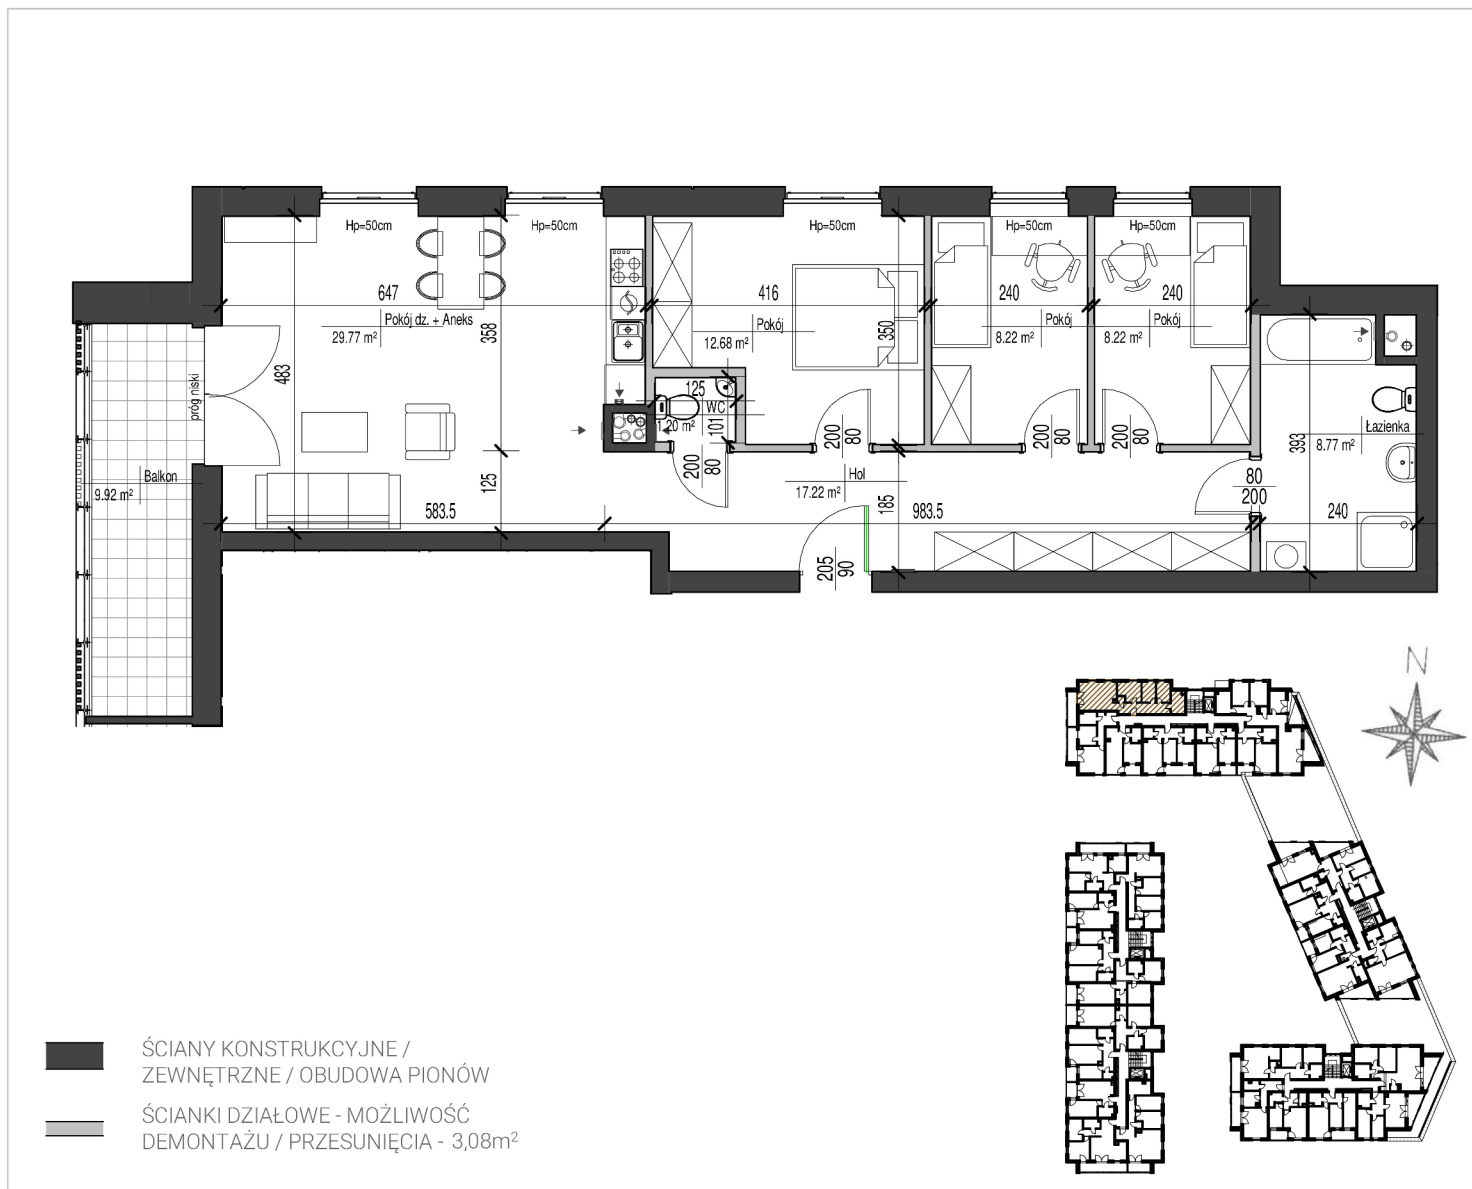 Hp=50cm
Hp=50cm
Hp=50cm
Hp=50cm
Hp=50cm
647
416
240
240
Pokój dz. + Aneks
29.77 m²
358
483
Pokój
12.68 m²
350
Pokój
8.22 m²
Pokój
8.22 m²
próg niski
125
WC
1.20 m²
101
200
80
200
80
200
80
200
80
393
Łazienka
8.77 m²
Balkon
9.92 m²
125
Hol
17.22 m²
185
80
200
583.5
983.5
240
205
90
N
ŚCIANY KONSTRUKCYJNE /
ZEWNĘTRZNE / OBUDOWA PIONÓW
ŚCIANKI DZIAŁOWE - MOŻLIWOŚĆ
DEMONTAŻU / PRZESUNIĘCIA - 3,08m²